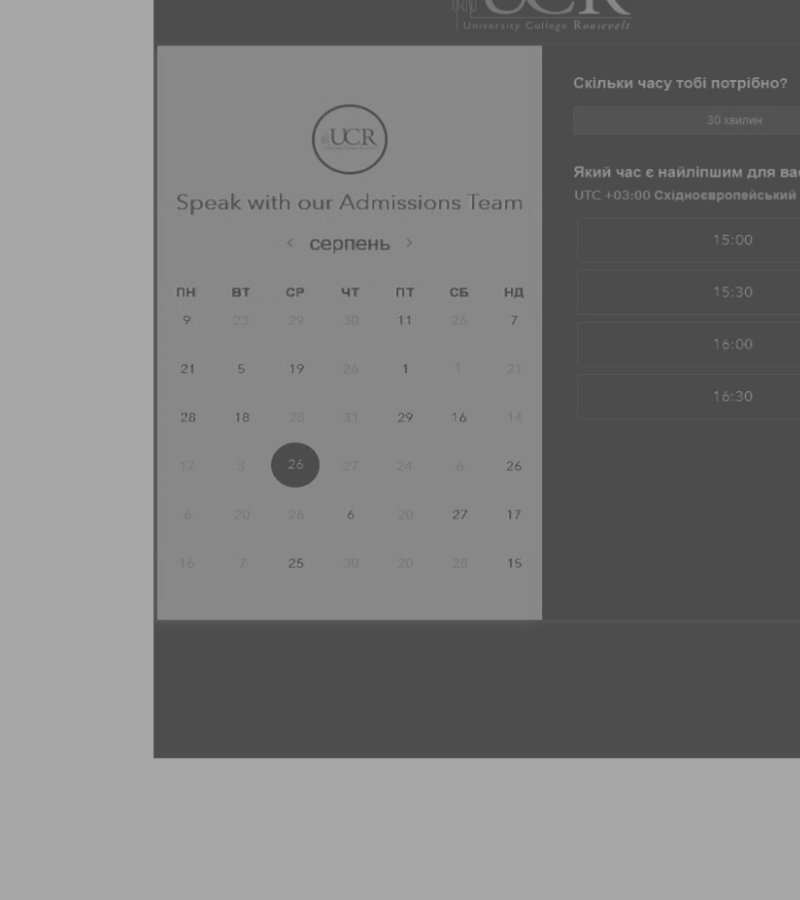 UCR
University College Roosevelt
UCR
Speak with our Admissions Team
< серпень >
ПН ВТ СР ЧТ ПТ СБ НД
9 23 29 30 11 26 7
21 5 19 26 1 1 21
28 18 28 31 29 16 14
17 3 26 27 24 6 26
6 20 26 6 20 27 17
16 7 25 30 20 28 15
Скільки часу тобі потрібно?
30 хвилин
Який час є найліпшим для
UTC +03:00 Східноєвропейський
15:00
15:30
16:00
16:30